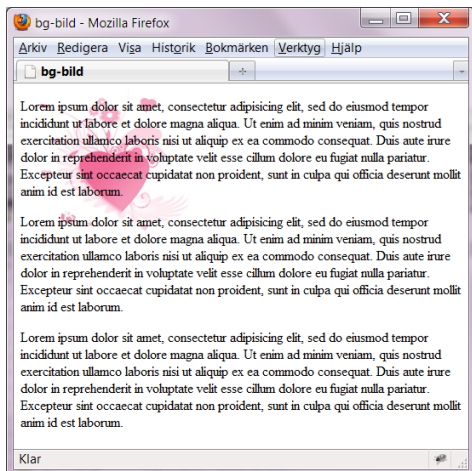 bg-bild - Mozilla Firefox
Arkiv Redigera Visa Historik Bokmärken Verktyg Hjälp
bg-bild
Lorem ipsum dolor sit amet, consectetur adipisicing elit, sed do eiusmod tempor
incididunt ut labore et dolore magna aliqua. Ut enim ad minim veniam, quis nostrud
exercitation ullamco laboris nisi ut aliquip ex ea commodo consequat. Duis aute irure
dolor in reprehenderit in voluptate velit esse cillum dolore eu fugiat nulla pariatur.
Excepteur sint occaecat cupidatat non proident, sunt in culpa qui officia deserunt mollit
anim id est laborum.
Lorem ipsum dolor sit amet, consectetur adipisicing elit, sed do eiusmod tempor
incididunt ut labore et dolore magna aliqua. Ut enim ad minim veniam, quis nostrud
exercitation ullamco laboris nisi ut aliquip ex ea commodo consequat. Duis aute irure
dolor in reprehenderit in voluptate velit esse cillum dolore eu fugiat nulla pariatur.
Excepteur sint occaecat cupidatat non proident, sunt in culpa qui officia deserunt mollit
anim id est laborum.
Lorem ipsum dolor sit amet, consectetur adipisicing elit, sed do eiusmod tempor
incididunt ut labore et dolore magna aliqua. Ut enim ad minim veniam, quis nostrud
exercitation ullamco laboris nisi ut aliquip ex ea commodo consequat. Duis aute irure
dolor in reprehenderit in voluptate velit esse cillum dolore eu fugiat nulla pariatur.
Excepteur sint occaecat cupidatat non proident, sunt in culpa qui officia deserunt mollit
anim id est laborum.
Klar